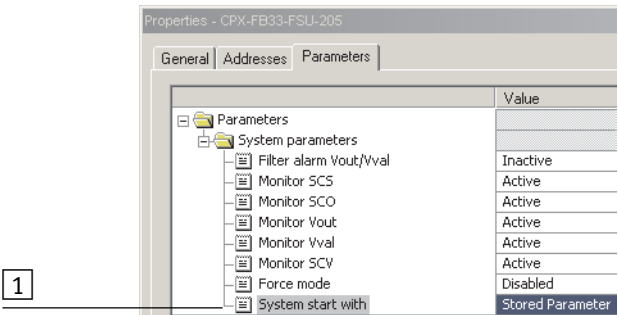 Properties - CPX-FB33-FSU-205
General Addresses Parameters
Value
Parameters
System parameters
Filter alarm Vout/Vval Inactive
Monitor SCS Active
Monitor SCO Active
Monitor Vout Active
Monitor Vval Active
Monitor SCV Active
Force mode Disabled
1 System start with Stored Parameter